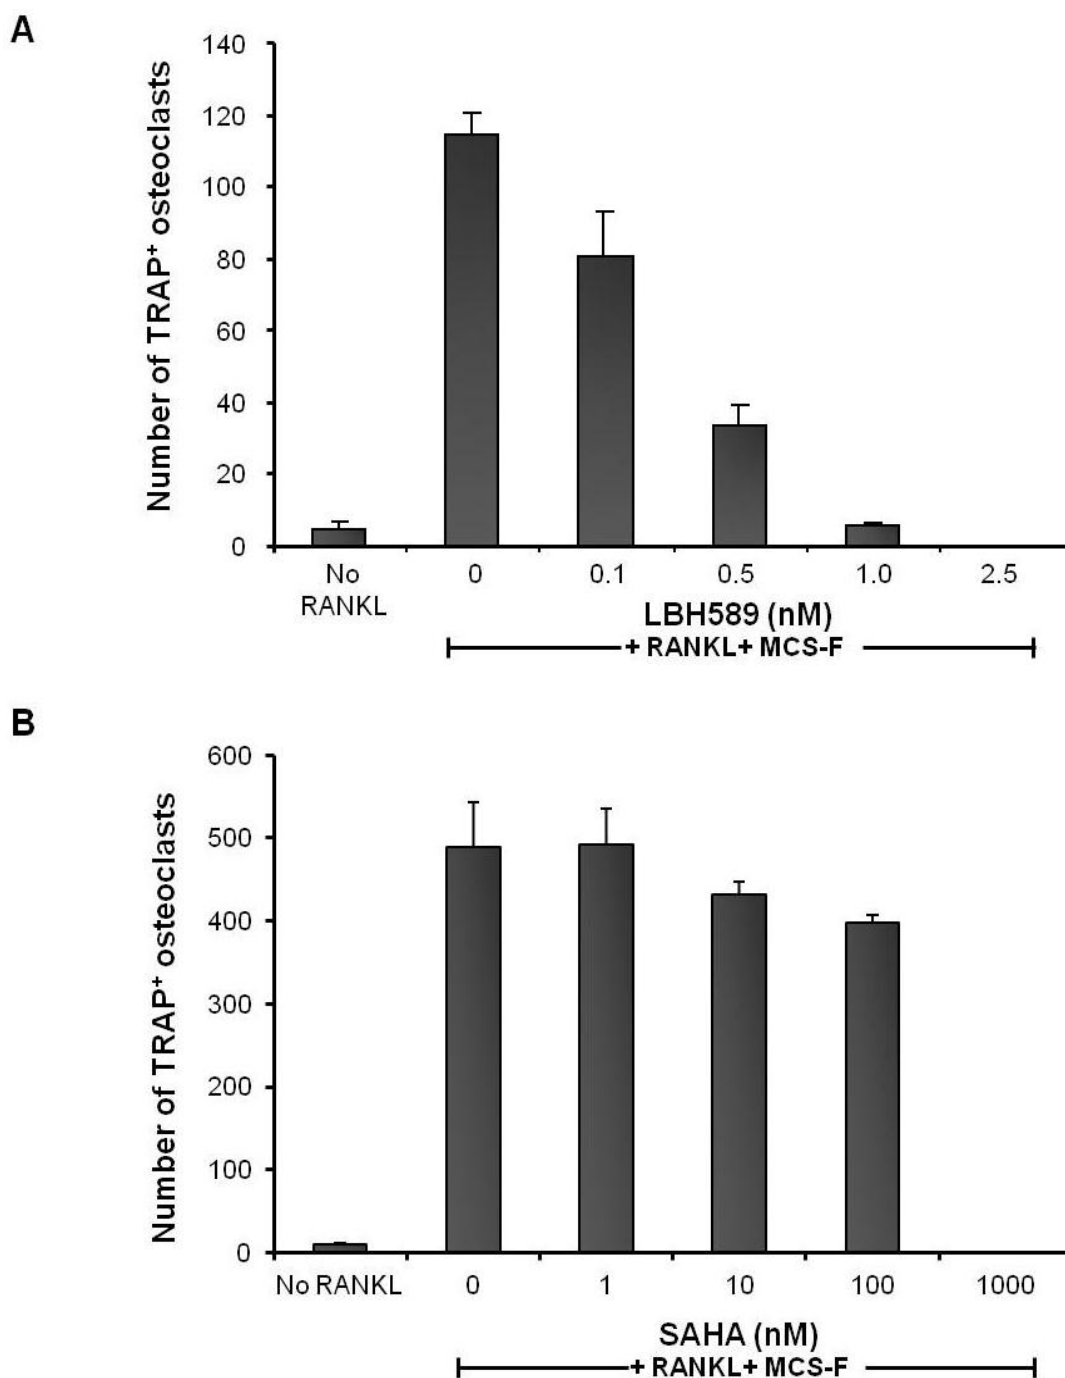 A
Number of TRAP⁺ osteoclasts
140
120
100
80
60
40
20
0
No RANKL
0
0.1
0.5
1.0
2.5
LBH589 (nM)
+ RANKL+ MCS-F
B
Number of TRAP⁺ osteoclasts
600
500
400
300
200
100
0
No RANKL
0
1
10
100
1000
SAHA (nM)
+ RANKL+ MCS-F